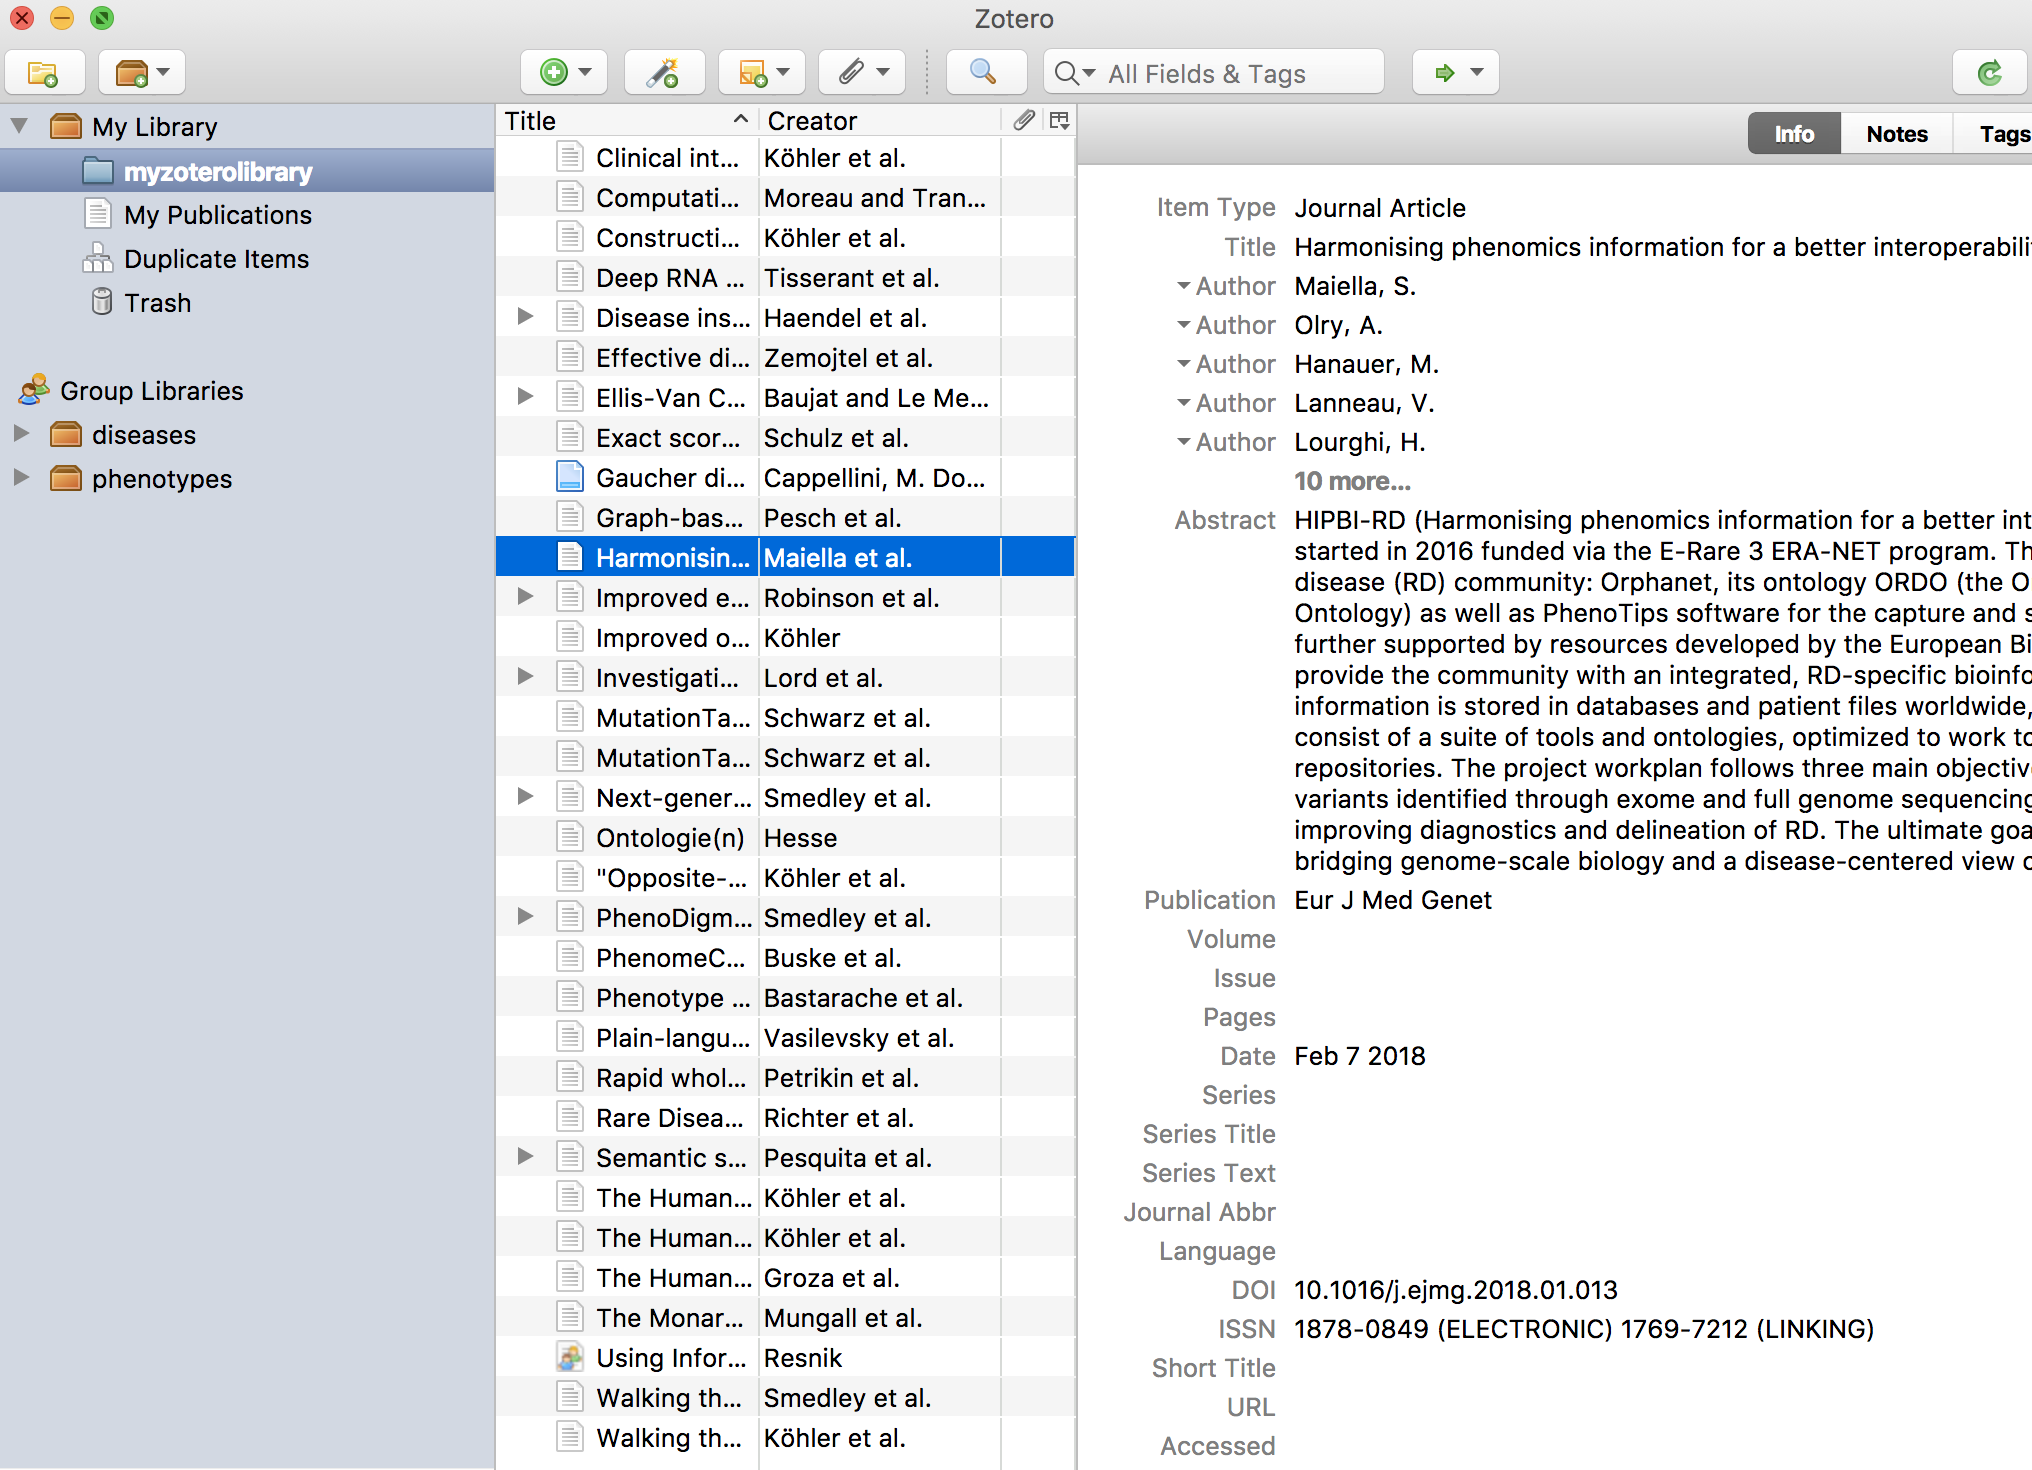 Zotero
All Fields & Tags
My Library
myzoterolibrary
My Publications
Duplicate Items
Trash
Group Libraries
diseases
phenotypes
Title Creator
Clinical int... Köhler et al.
Computati... Moreau and Tran...
Constructi... Köhler et al.
Deep RNA ... Tisserant et al.
Disease ins... Haendel et al.
Effective di... Zemojtel et al.
Ellis-Van C... Baujat and Le Me...
Exact scor... Schulz et al.
Gaucher di... Cappellini, M. Do...
Graph-bas... Pesch et al.
Harmonisin... Maiella et al.
Improved e... Robinson et al.
Improved o... Köhler
Investigati... Lord et al.
MutationTa... Schwarz et al.
MutationTa... Schwarz et al.
Next-gener... Smedley et al.
Ontologie(n) Hesse
"Opposite-... Köhler et al.
PhenoDigm... Smedley et al.
PhenomeC... Buske et al.
Phenotype ... Bastarache et al.
Plain-langu... Vasilevsky et al.
Rapid whol... Petrikin et al.
Rare Disea... Richter et al.
Semantic s... Pesquita et al.
The Human... Köhler et al.
The Human... Köhler et al.
The Human... Groza et al.
The Monar... Mungall et al.
Using Infor... Resnik
Walking th... Smedley et al.
Walking th... Köhler et al.
Info Notes Tags
Item Type Journal Article
Title Harmonising phenomics information for a better interoperabili
Author Maiella, S.
Author Olry, A.
Author Hanauer, M.
Author Lanneau, V.
Author Lourghi, H.
10 more...
Abstract HIPBI-RD (Harmonising phenomics information for a better int
started in 2016 funded via the E-Rare 3 ERA-NET program. Th
disease (RD) community: Orphanet, its ontology ORDO (the O
Ontology) as well as PhenoTips software for the capture and s
further supported by resources developed by the European Bi
provide the community with an integrated, RD-specific bioinfo
information is stored in databases and patient files worldwide,
consist of a suite of tools and ontologies, optimized to work to
repositories. The project workplan follows three main objectiv
variants identified through exome and full genome sequencing
improving diagnostics and delineation of RD. The ultimate goa
bridging genome-scale biology and a disease-centered view o
Publication Eur J Med Genet
Volume
Issue
Pages
Date Feb 7 2018
Series
Series Title
Series Text
Journal Abbr
Language
DOI 10.1016/j.ejmg.2018.01.013
ISSN 1878-0849 (ELECTRONIC) 1769-7212 (LINKING)
Short Title
URL
Accessed